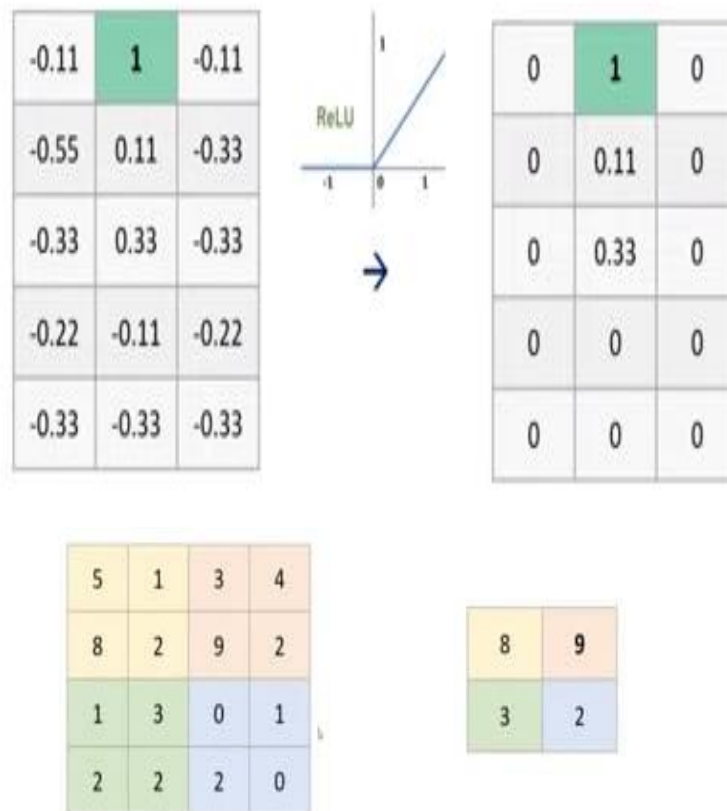 -0.11 1 -0.11
-0.55 0.11 -0.33
-0.33 0.33 -0.33
-0.22 -0.11 -0.22
-0.33 -0.33 -0.33
1
ReLU
-1 0 1
0 1 0
0 0.11 0
0 0.33 0
0 0 0
0 0 0
5 1 3 4
8 2 9 2
1 3 0 1
2 2 2 0
8 9
3 2